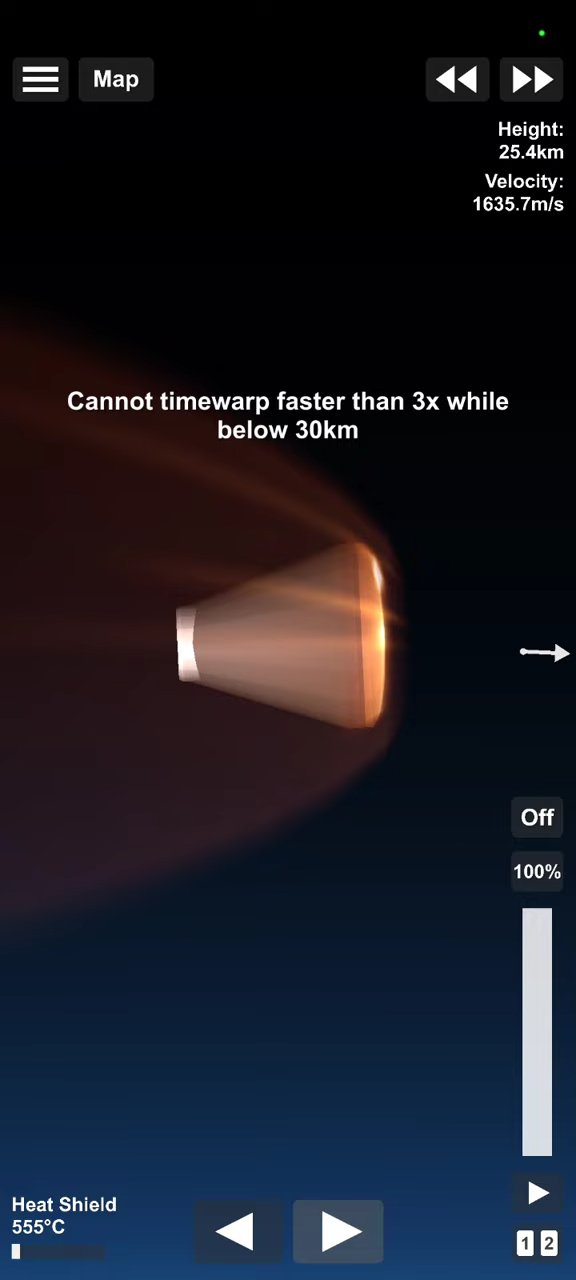 Map
Height:
25.4km
Velocity:
1635.7m/s
Cannot timewarp faster than 3x while
below 30km
Off
100%
Heat Shield
555°C
1 2